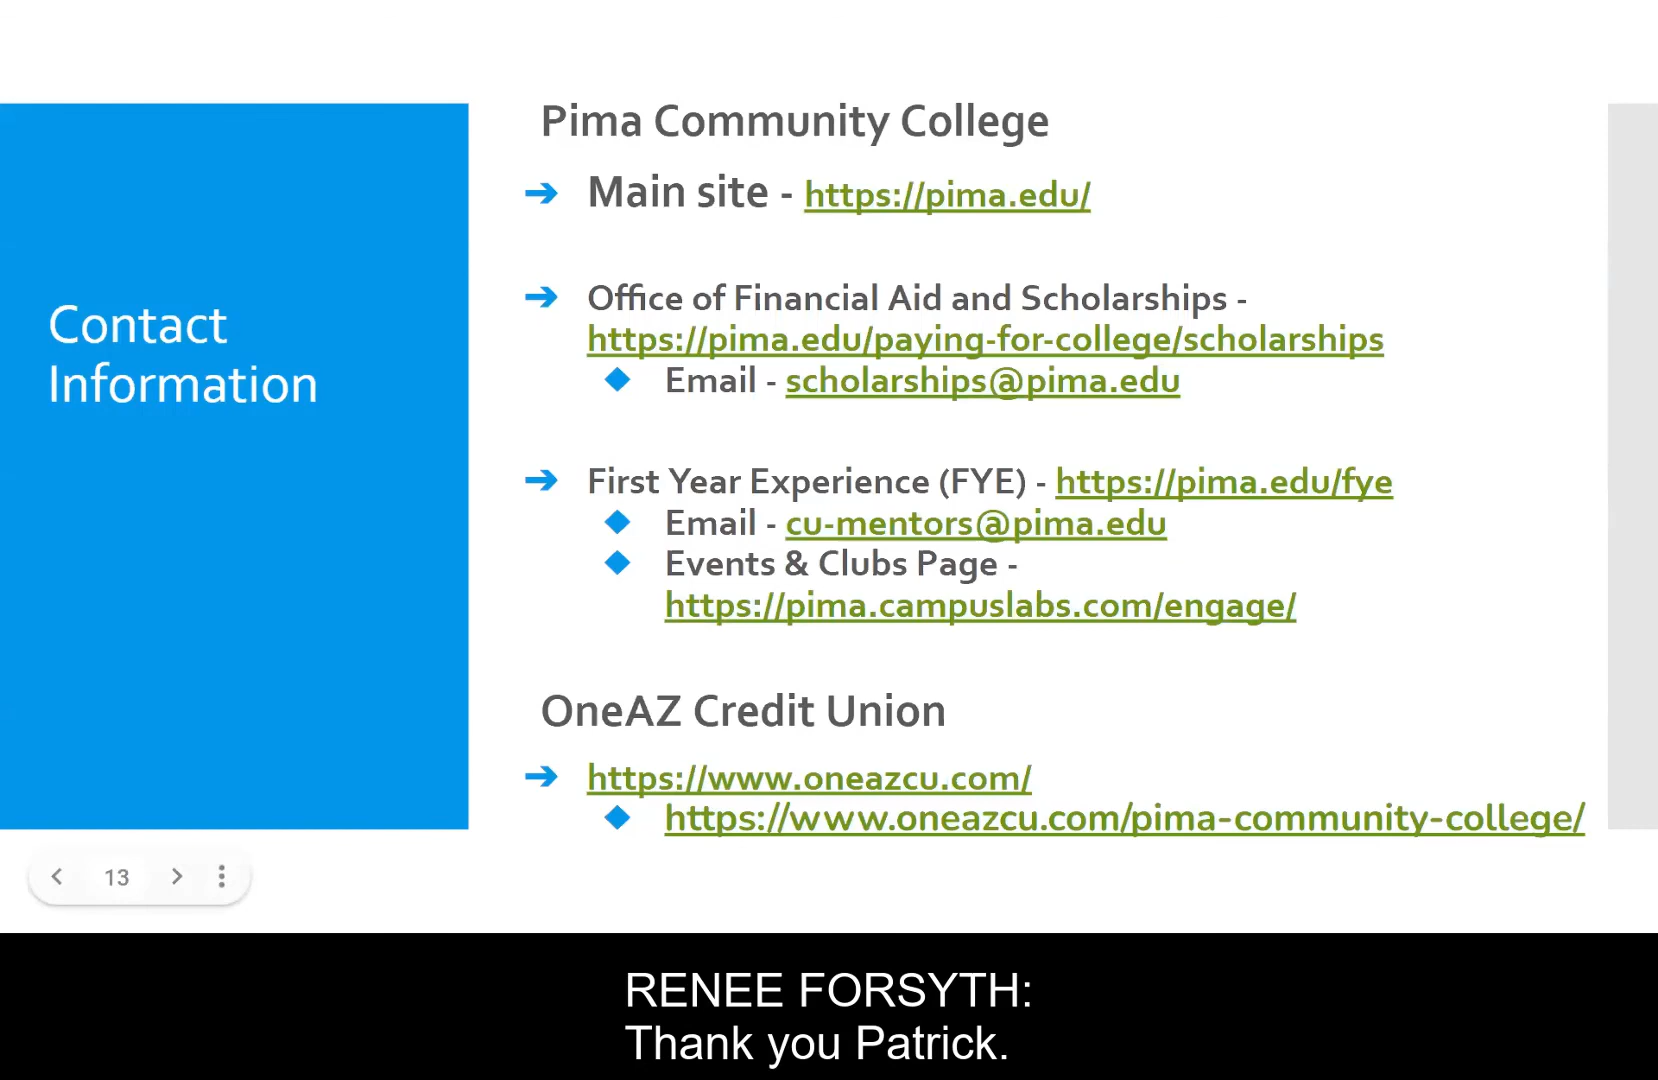 Contact
Information
Pima Community College
Main site - https://pima.edu/
Office of Financial Aid and Scholarships -
https://pima.edu/paying-for-college/scholarships
Email - scholarships@pima.edu
First Year Experience (FYE) - https://pima.edu/fye
Email - cu-mentors@pima.edu
Events & Clubs Page -
https://pima.campuslabs.com/engage/
OneAZ Credit Union
https://www.oneazcu.com/
https://www.oneazcu.com/pima-community-college/
13
RENEE FORSYTH:
Thank you Patrick.